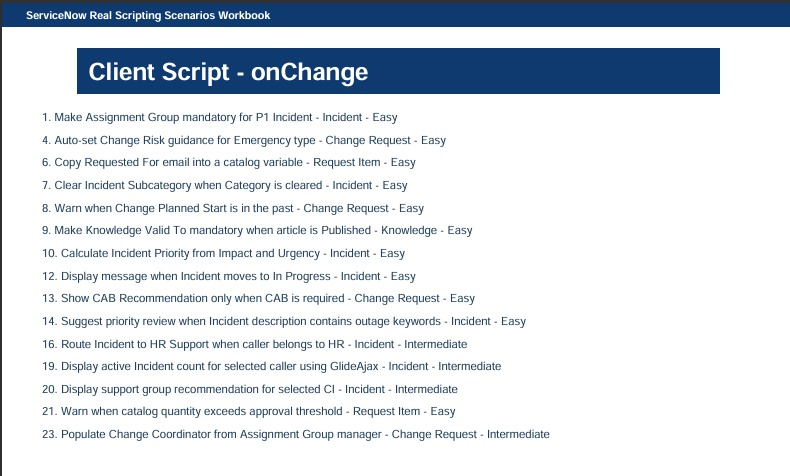 ServiceNow Real Scripting Scenarios Workbook
Client Script - onChange
1. Make Assignment Group mandatory for P1 Incident - Incident - Easy
4. Auto-set Change Risk guidance for Emergency type - Change Request - Easy
6. Copy Requested For email into a catalog variable - Request Item - Easy
7. Clear Incident Subcategory when Category is cleared - Incident - Easy
8. Warn when Change Planned Start is in the past - Change Request - Easy
9. Make Knowledge Valid To mandatory when article is Published - Knowledge - Easy
10. Calculate Incident Priority from Impact and Urgency - Incident - Easy
12. Display message when Incident moves to In Progress - Incident - Easy
13. Show CAB Recommendation only when CAB is required - Change Request - Easy
14. Suggest priority review when Incident description contains outage keywords - Incident - Easy
16. Route Incident to HR Support when caller belongs to HR - Incident - Intermediate
19. Display active Incident count for selected caller using GlideAjax - Incident - Intermediate
20. Display support group recommendation for selected CI - Incident - Intermediate
21. Warn when catalog quantity exceeds approval threshold - Request Item - Easy
23. Populate Change Coordinator from Assignment Group manager - Change Request - Intermediate